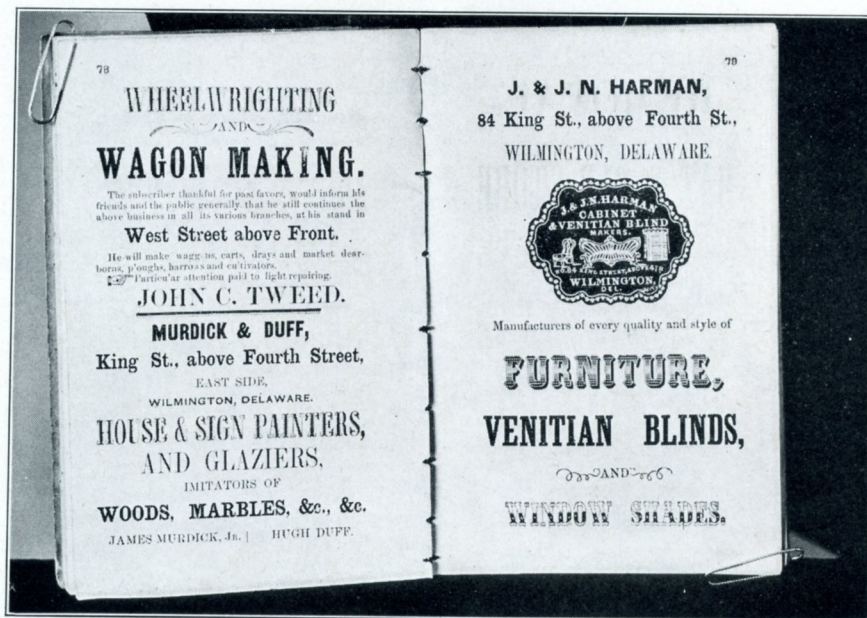 78
WHEELWRIGHTING
AND
WAGON MAKING.
The subscriber thankful for past favors, would inform his
friends and the public generally, that he still continues the
above business in all its various branches, at his stand in
West Street above Front.
He will make waggons, carts, drays and market dear-
borns, ploughs, harrows and cultivators.
Particular attention paid to light repairing.
JOHN C. TWEED.
MURDICK & DUFF,
King St., above Fourth Street,
EAST SIDE,
WILMINGTON, DELAWARE.
HOUSE & SIGN PAINTERS,
AND GLAZIERS,
IMITATORS OF
WOODS, MARBLES, &c., &c.
JAMES MURDICK, JR. | HUGH DUFF.
79
J. & J. N. HARMAN,
84 King St., above Fourth St.,
WILMINGTON, DELAWARE.
J. & J.N. HARMAN
CABINET
& VENITIAN BLIND
MAKERS.
NO. 84 KING STREET, ABOVE 4TH
WILMINGTON,
DEL.
Manufacturers of every quality and style of
FURNITURE,
VENITIAN BLINDS,
AND
WINDOW SHADES.